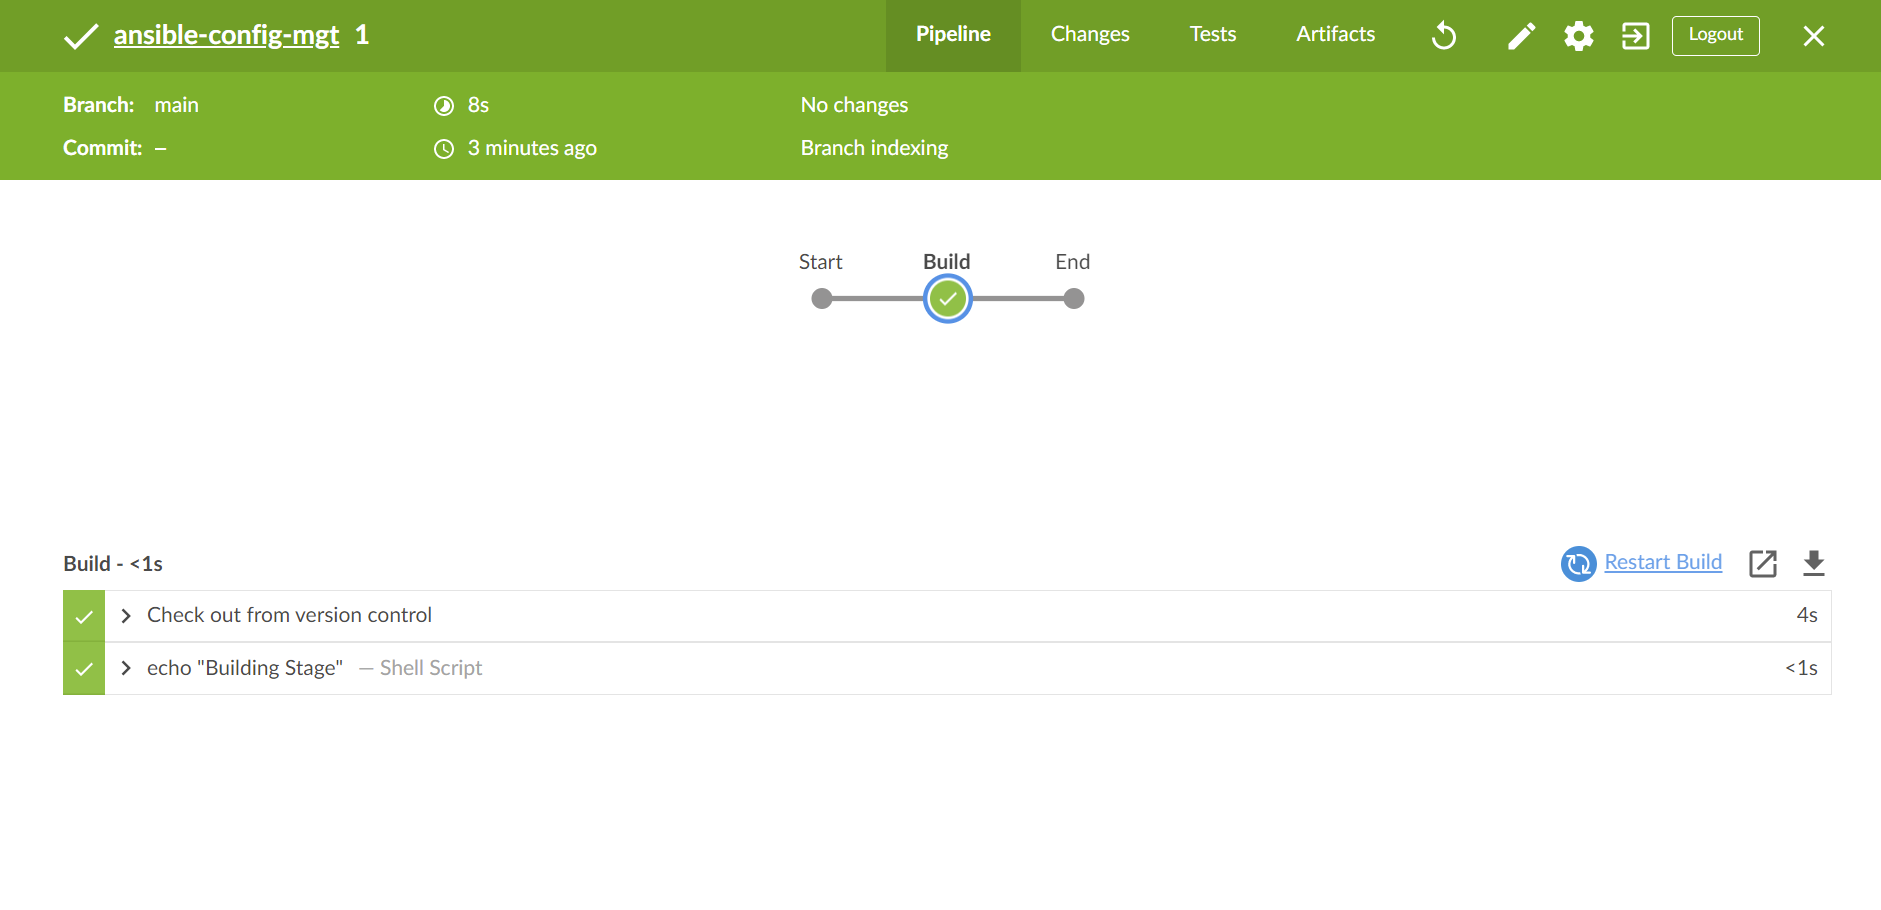 ansible-config-mgt 1
Pipeline Changes Tests Artifacts Logout
Branch: main 8s No changes
Commit: – 3 minutes ago Branch indexing
Start Build End
Build - <1s Restart Build
Check out from version control 4s
echo "Building Stage" — Shell Script <1s